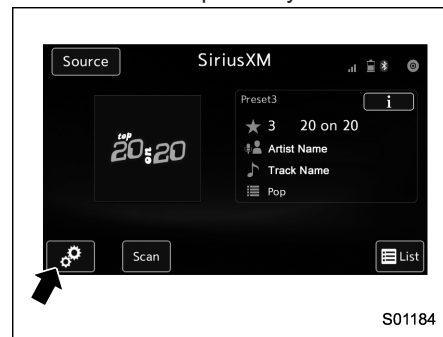 Source
SiriusXM
Preset3
i
★ 3 20 on 20
Artist Name
Track Name
Pop
top
20 on 20
Scan
List
S01184